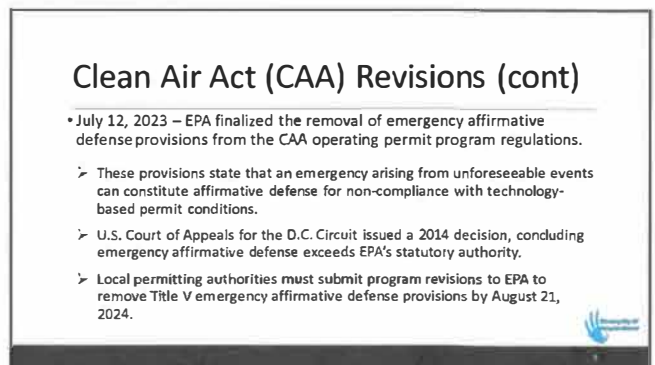 Clean Air Act (CAA) Revisions (cont)
• July 12, 2023 – EPA finalized the removal of emergency affirmative
defense provisions from the CAA operating permit program regulations.
➢ These provisions state that an emergency arising from unforeseeable events
can constitute affirmative defense for non-compliance with technology-
based permit conditions.
➢ U.S. Court of Appeals for the D.C. Circuit issued a 2014 decision, concluding
emergency affirmative defense exceeds EPA's statutory authority.
➢ Local permitting authorities must submit program revisions to EPA to
remove Title V emergency affirmative defense provisions by August 21,
2024.